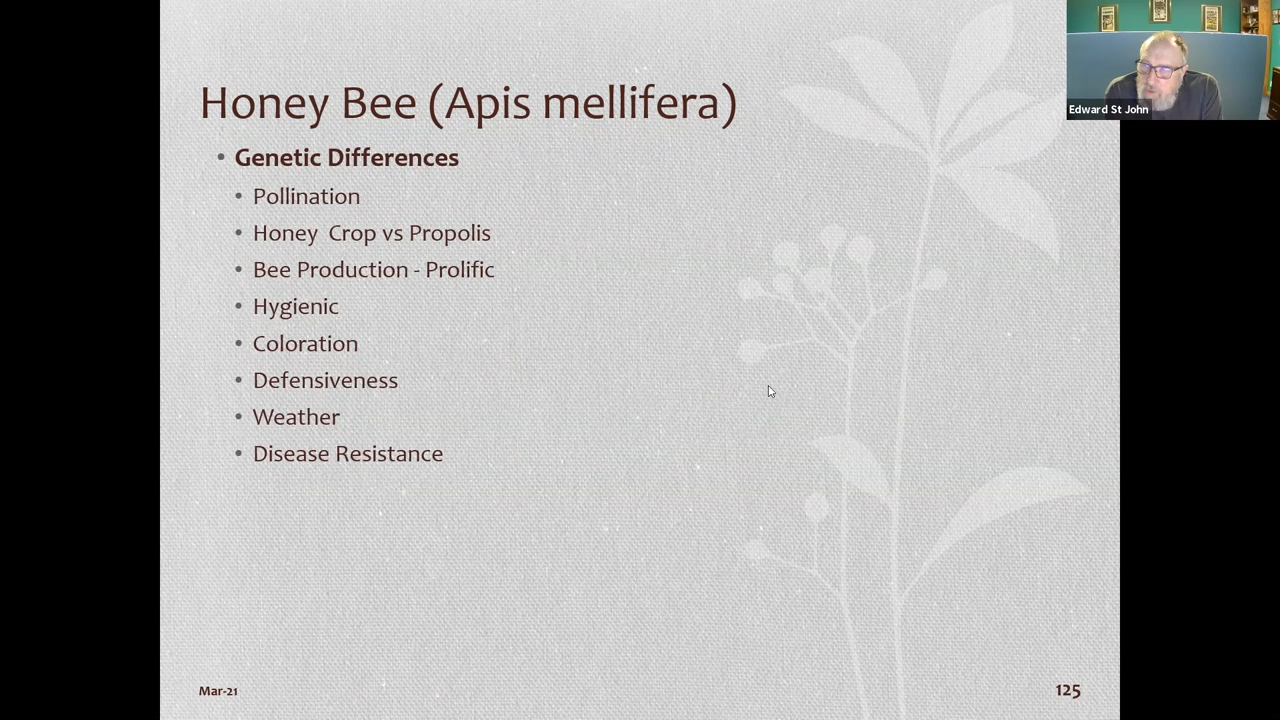 Honey Bee (Apis mellifera)
• Genetic Differences
• Pollination
• Honey  Crop vs Propolis
• Bee Production - Prolific
• Hygienic
• Coloration
• Defensiveness
• Weather
• Disease Resistance
Edward St John
Mar-21
125